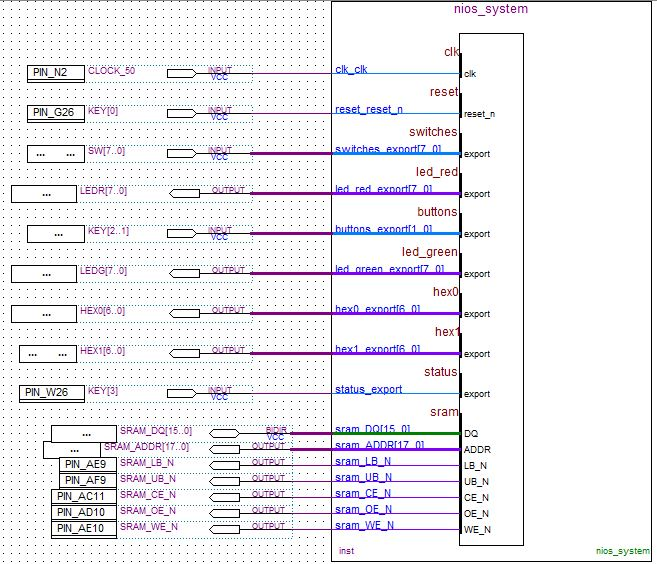 nios_system
clk
PIN_N2 CLOCK_50 INPUT VCC clk_clk clk
reset
PIN_G26 KEY[0] INPUT VCC reset_reset_n reset_n
switches
... ... SW[7..0] INPUT VCC switches_export[7..0] export
led_red
... LEDR[7..0] OUTPUT led_red_export[7..0] export
buttons
... KEY[2..1] INPUT VCC buttons_export[1..0] export
led_green
... LEDG[7..0] OUTPUT led_green_export[7..0] export
hex0
... HEX0[6..0] OUTPUT hex0_export[6..0] export
hex1
... ... HEX1[6..0] OUTPUT hex1_export[6..0] export
status
PIN_W26 KEY[3] INPUT VCC status_export export
sram
... SRAM_DQ[15..0] BIDIR VCC sram_DQ[15..0] DQ
... SRAM_ADDR[17..0] OUTPUT sram_ADDR[17..0] ADDR
PIN_AE9 SRAM_LB_N OUTPUT sram_LB_N LB_N
PIN_AF9 SRAM_UB_N OUTPUT sram_UB_N UB_N
PIN_AC11 SRAM_CE_N OUTPUT sram_CE_N CE_N
PIN_AD10 SRAM_OE_N OUTPUT sram_OE_N OE_N
PIN_AE10 SRAM_WE_N OUTPUT sram_WE_N WE_N
inst nios_system